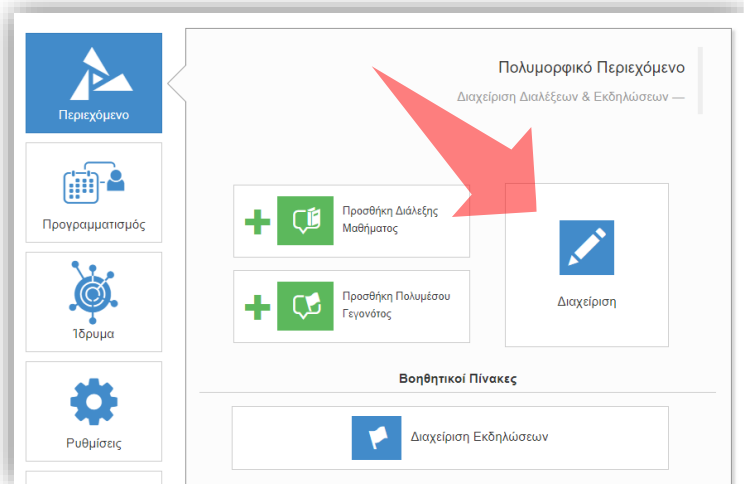 Περιεχόμενο
Προγραμματισμός
Ίδρυμα
Ρυθμίσεις
Πολυμορφικό Περιεχόμενο
Διαχείριση Διαλέξεων & Εκδηλώσεων —
Προσθήκη Διάλεξης
Μαθήματος
Προσθήκη Πολυμέσου
Γεγονότος
Διαχείριση
Βοηθητικοί Πίνακες
Διαχείριση Εκδηλώσεων